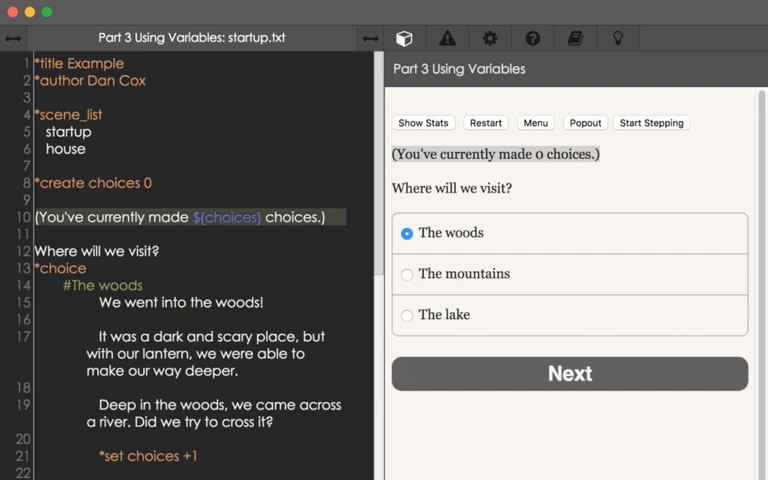 Part 3 Using Variables: startup.txt
1 *title Example
2 *author Dan Cox
3
4 *scene_list
5 startup
6 house
7
8 *create choices 0
9
10 (You've currently made ${choices} choices.)
11
12 Where will we visit?
13 *choice
14 #The woods
15 We went into the woods!
16
17 It was a dark and scary place, but
with our lantern, we were able to
make our way deeper.
18
19 Deep in the woods, we came across
a river. Did we try to cross it?
20
21 *set choices +1
22
Part 3 Using Variables
Show Stats Restart Menu Popout Start Stepping
(You've currently made 0 choices.)
Where will we visit?
The woods
The mountains
The lake
Next